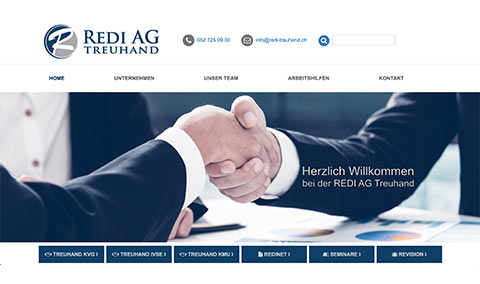 REDI AG
TREUHAND
052 725 09 30
info@redi-treuhand.ch
HOME UNTERNEHMEN UNSER TEAM ARBEITSHILFEN KONTAKT
Herzlich Willkommen
bei der REDI AG Treuhand
TREUHAND KVG TREUHAND IVSE TREUHAND KMU REDINET SEMINARE REVISION